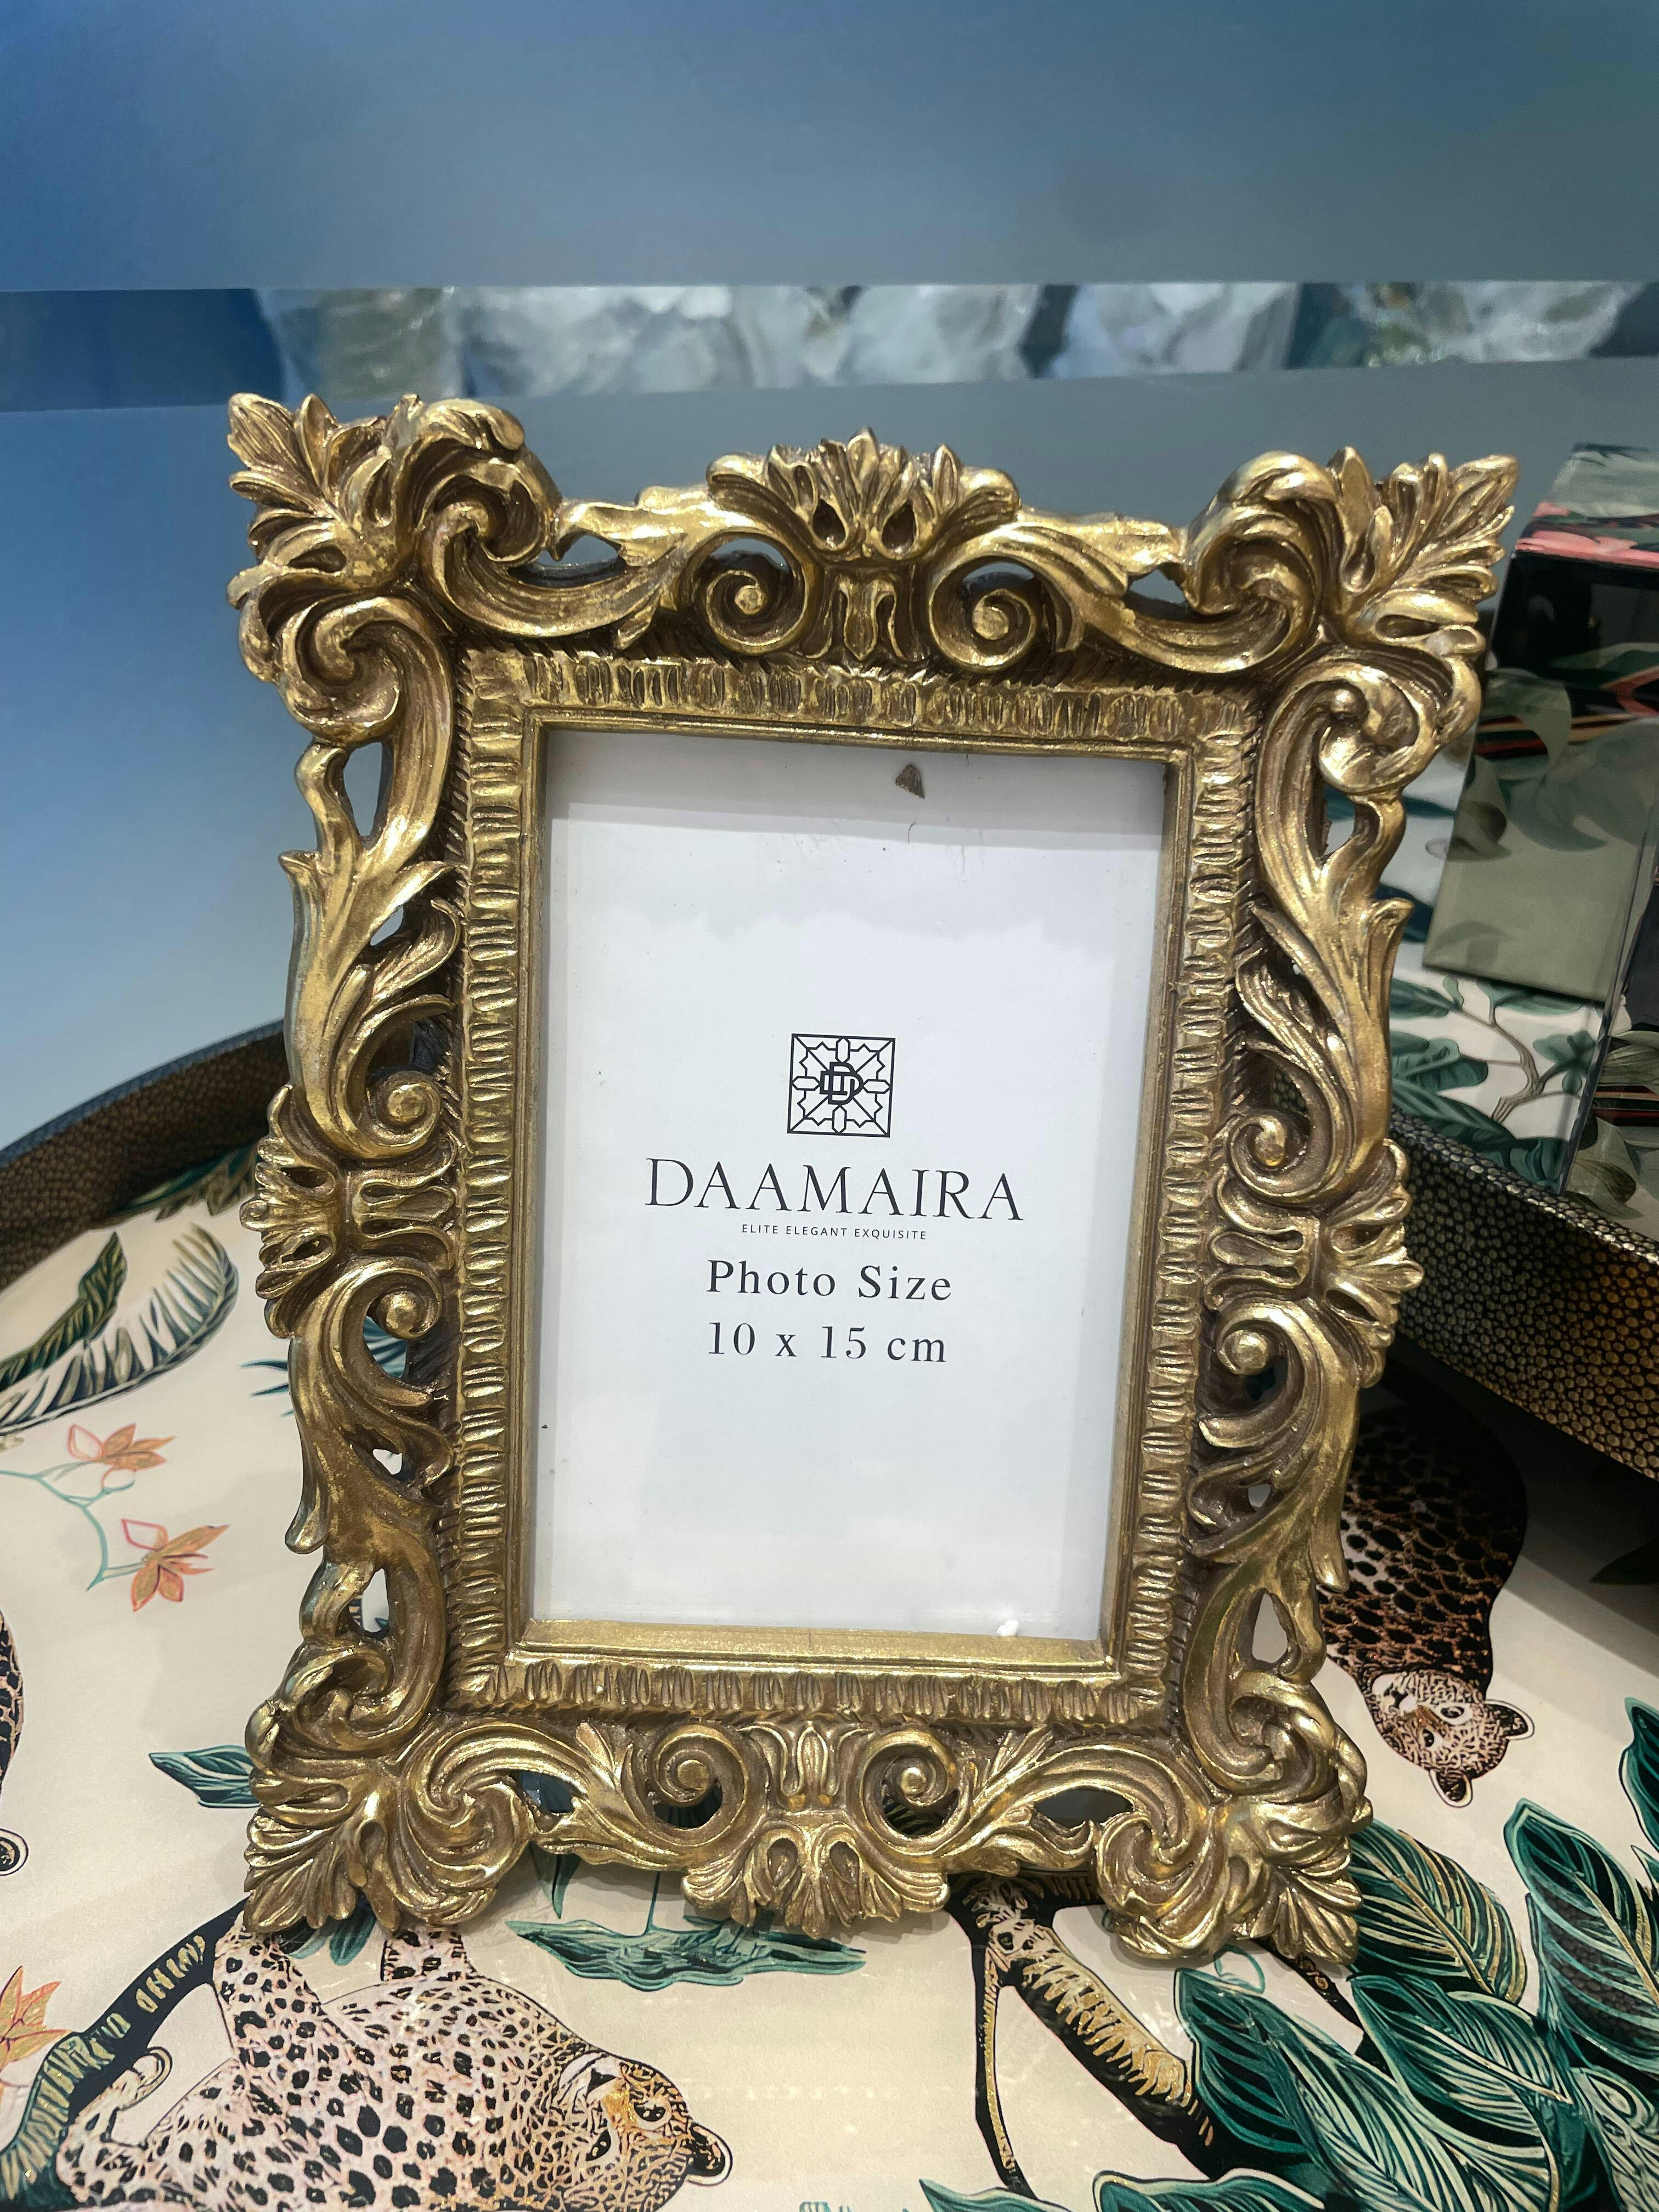 DAAMAIRA
ELITE ELEGANT EXQUISITE
Photo Size
10 x 15 cm